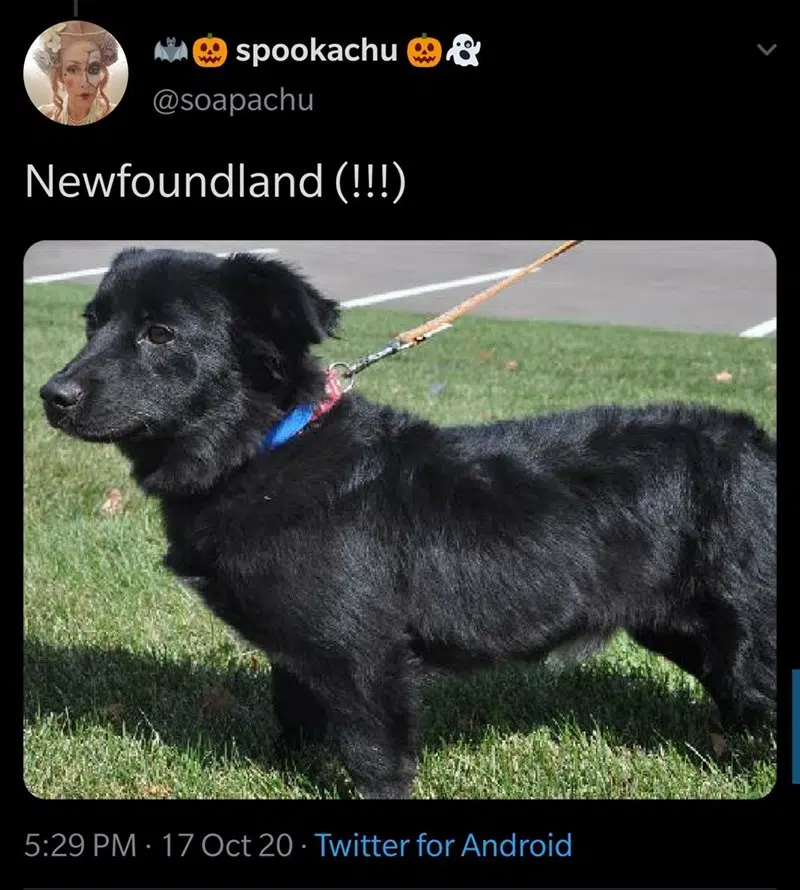 🦇🎃 spookachu 🎃👻
@soapachu
Newfoundland (!!!)
5:29 PM · 17 Oct 20 · Twitter for Android